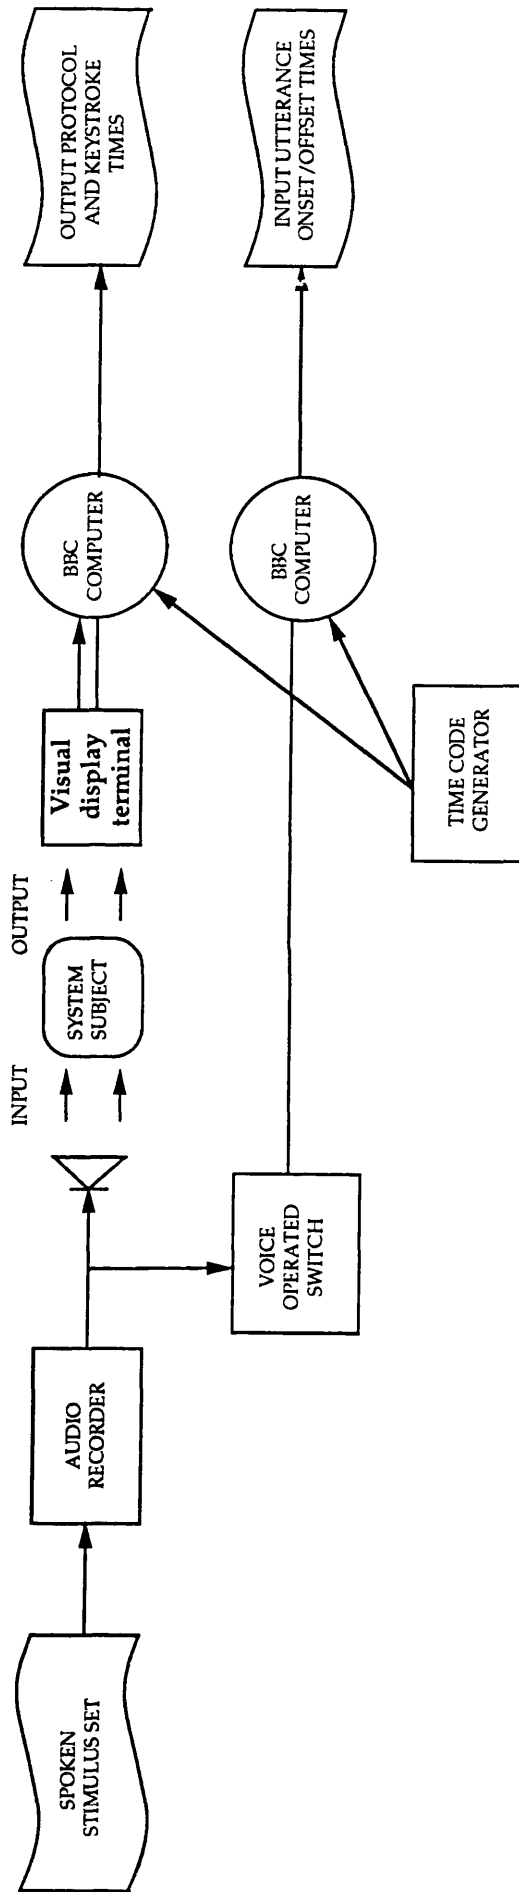 SPOKEN
STIMULUS SET
AUDIO
RECORDER
VOICE
OPERATED
SWITCH
INPUT
SYSTEM
SUBJECT
OUTPUT
Visual
display
terminal
BBC
COMPUTER
OUTPUT PROTOCOL
AND KEYSTROKE
TIMES
BBC
COMPUTER
INPUT UTTERANCE
ONSET/OFFSET TIMES
TIME CODE
GENERATOR